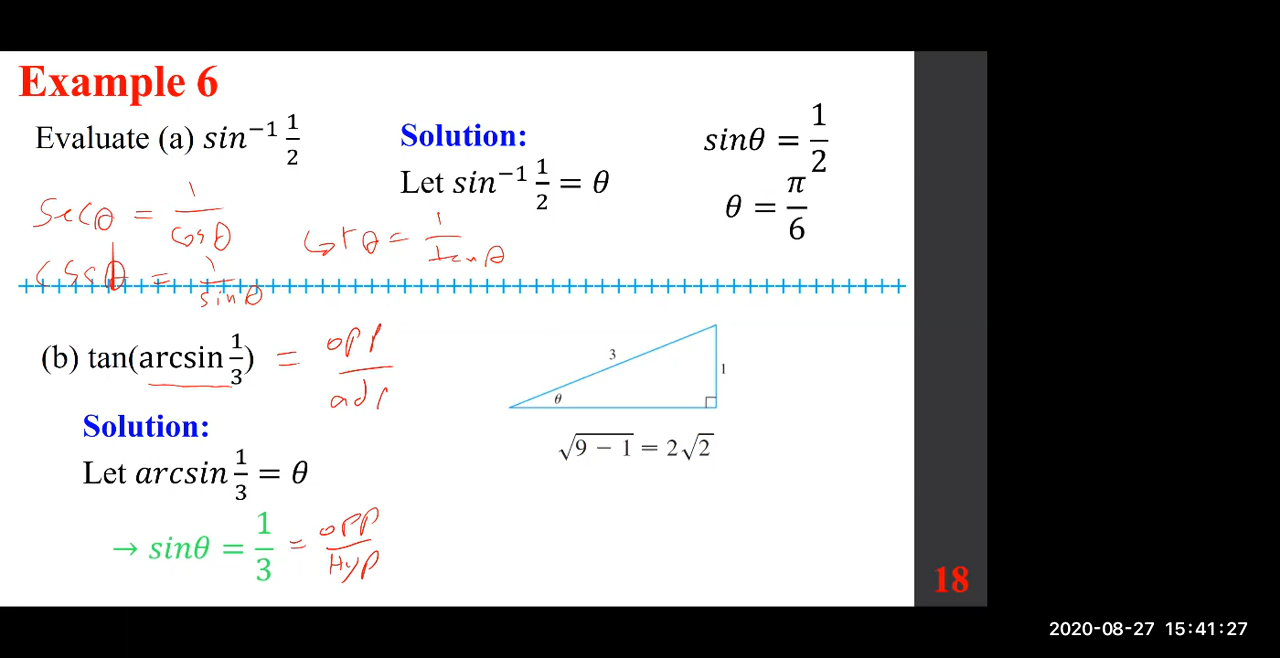 Example 6
Evaluate (a) sin⁻¹ 1/2
Solution:
Let sin⁻¹ 1/2 = θ
sinθ = 1/2
θ = π/6
secθ = 1/cosθ
cotθ = 1/tanθ
cscθ = 1/sinθ
(b) tan(arcsin 1/3) = opp/adj
3
1
θ
√9 − 1 = 2√2
Solution:
Let arcsin 1/3 = θ
→ sinθ = 1/3 = opp/Hyp
18
2020-08-27 15:41:27